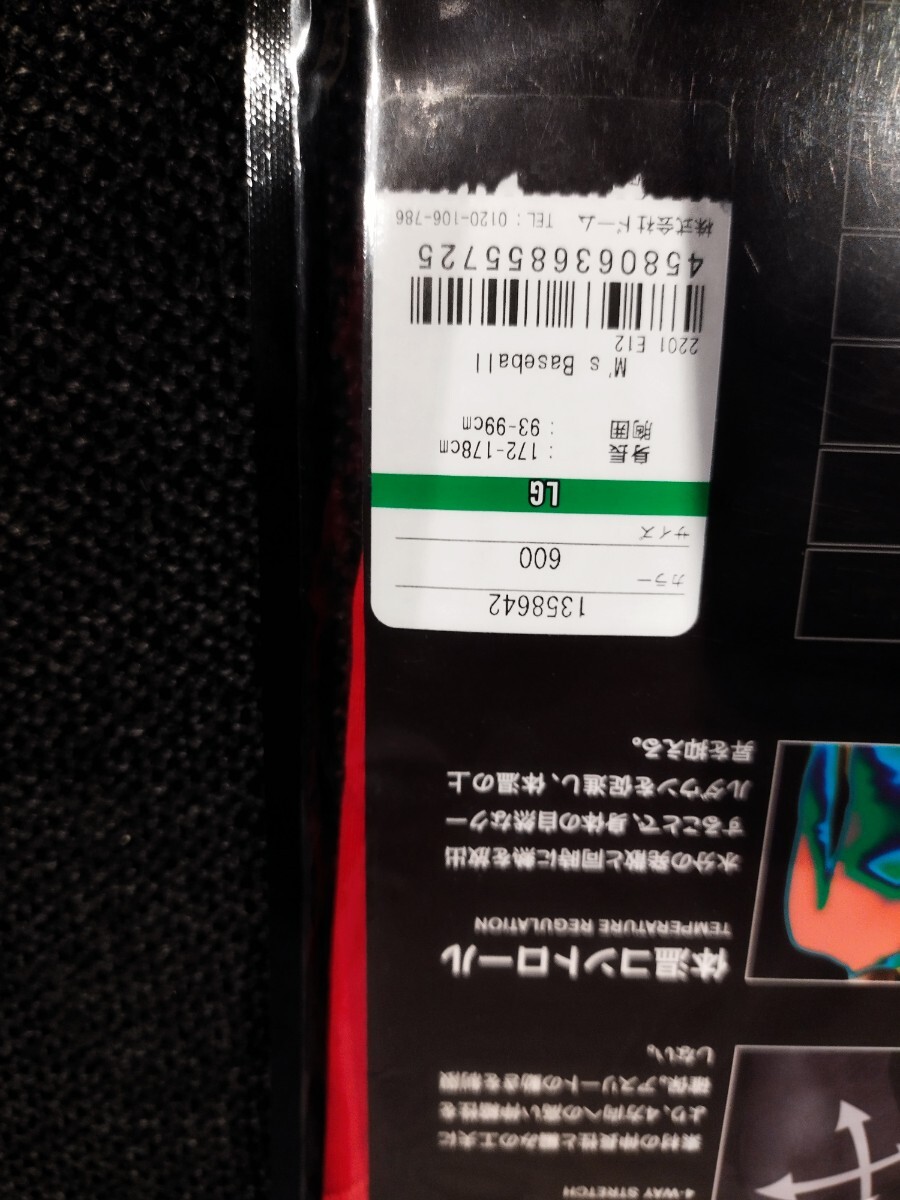 4-WAY STRETCH
素材の伸長性と編みの工夫に
より、4方向への高い伸縮性を
確保。アスリートの動きを制限
しない。
体温コントロール
TEMPERATURE REGULATION
水分の発散と同時に熱を放出
することで、身体の自然なクー
ルダウンを促進し、体温の上
昇を抑える。
1358642
カラー
600
サイズ
LG
身長 : 172-178cm
胸囲 : 93-99cm
M's Baseball
2201 E12
4580636855725
株式会社ドーム TEL : 0120-106-786